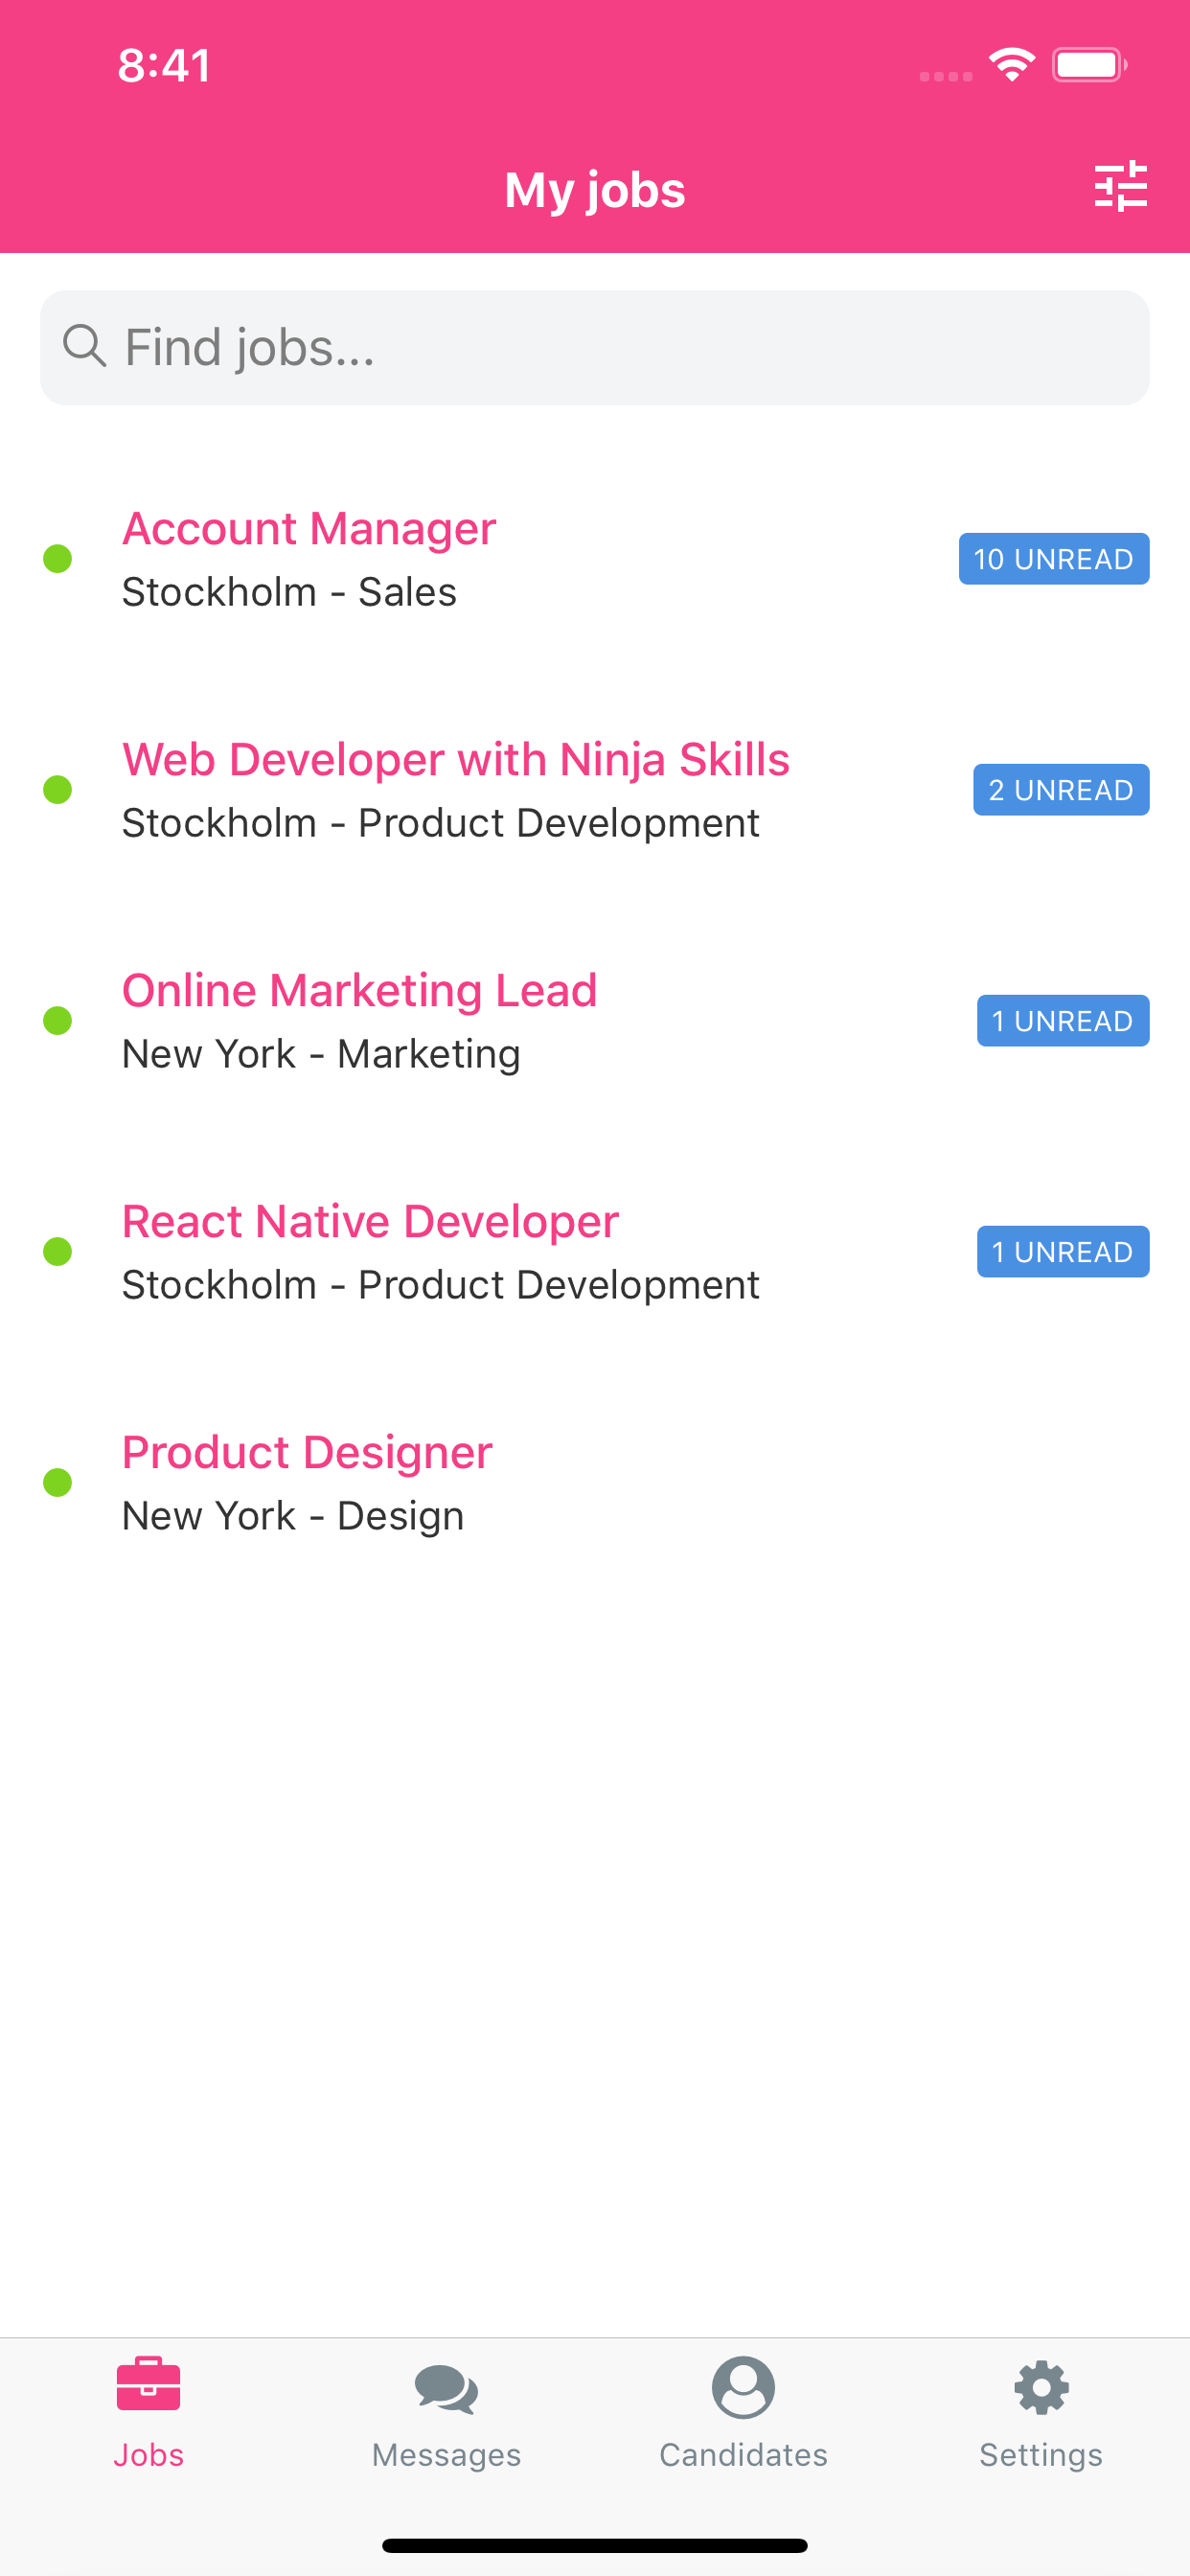 8:41
My jobs
Find jobs...
Account Manager
10 UNREAD
Stockholm - Sales
Web Developer with Ninja Skills
2 UNREAD
Stockholm - Product Development
Online Marketing Lead
1 UNREAD
New York - Marketing
React Native Developer
1 UNREAD
Stockholm - Product Development
Product Designer
New York - Design
Jobs
Messages
Candidates
Settings